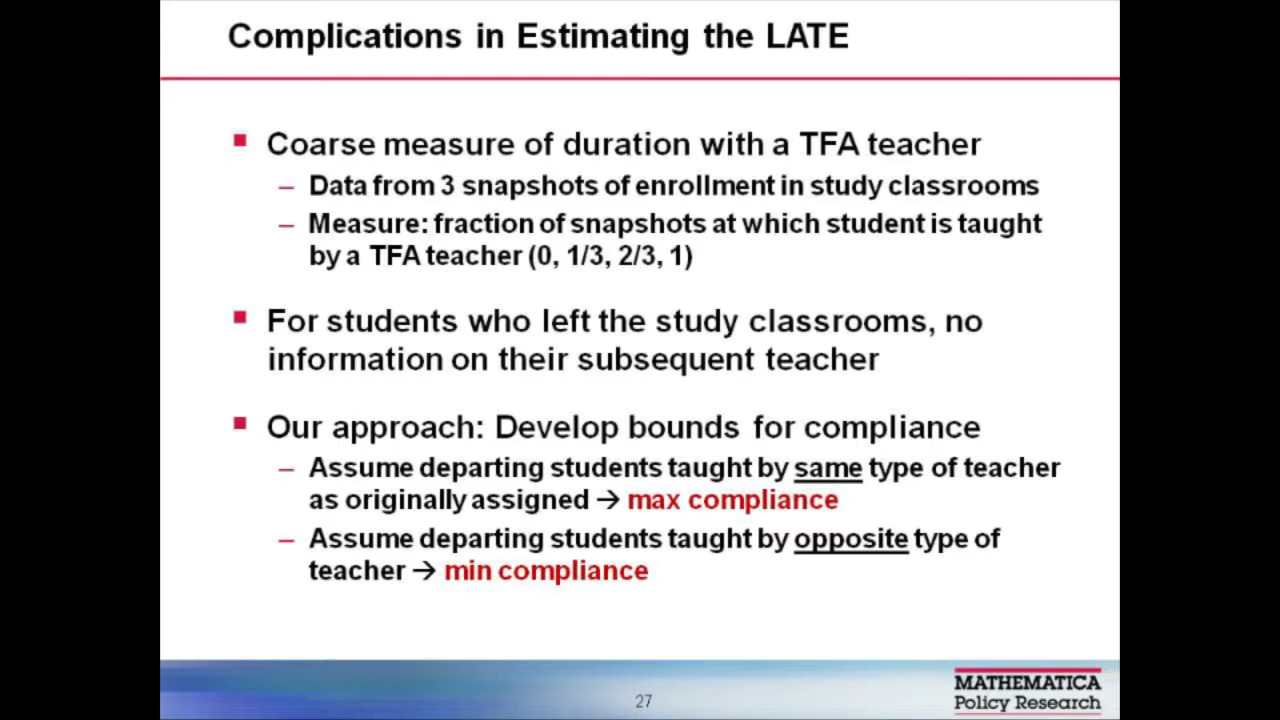 Complications in Estimating the LATE
Coarse measure of duration with a TFA teacher
– Data from 3 snapshots of enrollment in study classrooms
– Measure: fraction of snapshots at which student is taught
by a TFA teacher (0, 1/3, 2/3, 1)
For students who left the study classrooms, no
information on their subsequent teacher
Our approach: Develop bounds for compliance
– Assume departing students taught by same type of teacher
as originally assigned → max compliance
– Assume departing students taught by opposite type of
teacher → min compliance
27
MATHEMATICA
Policy Research